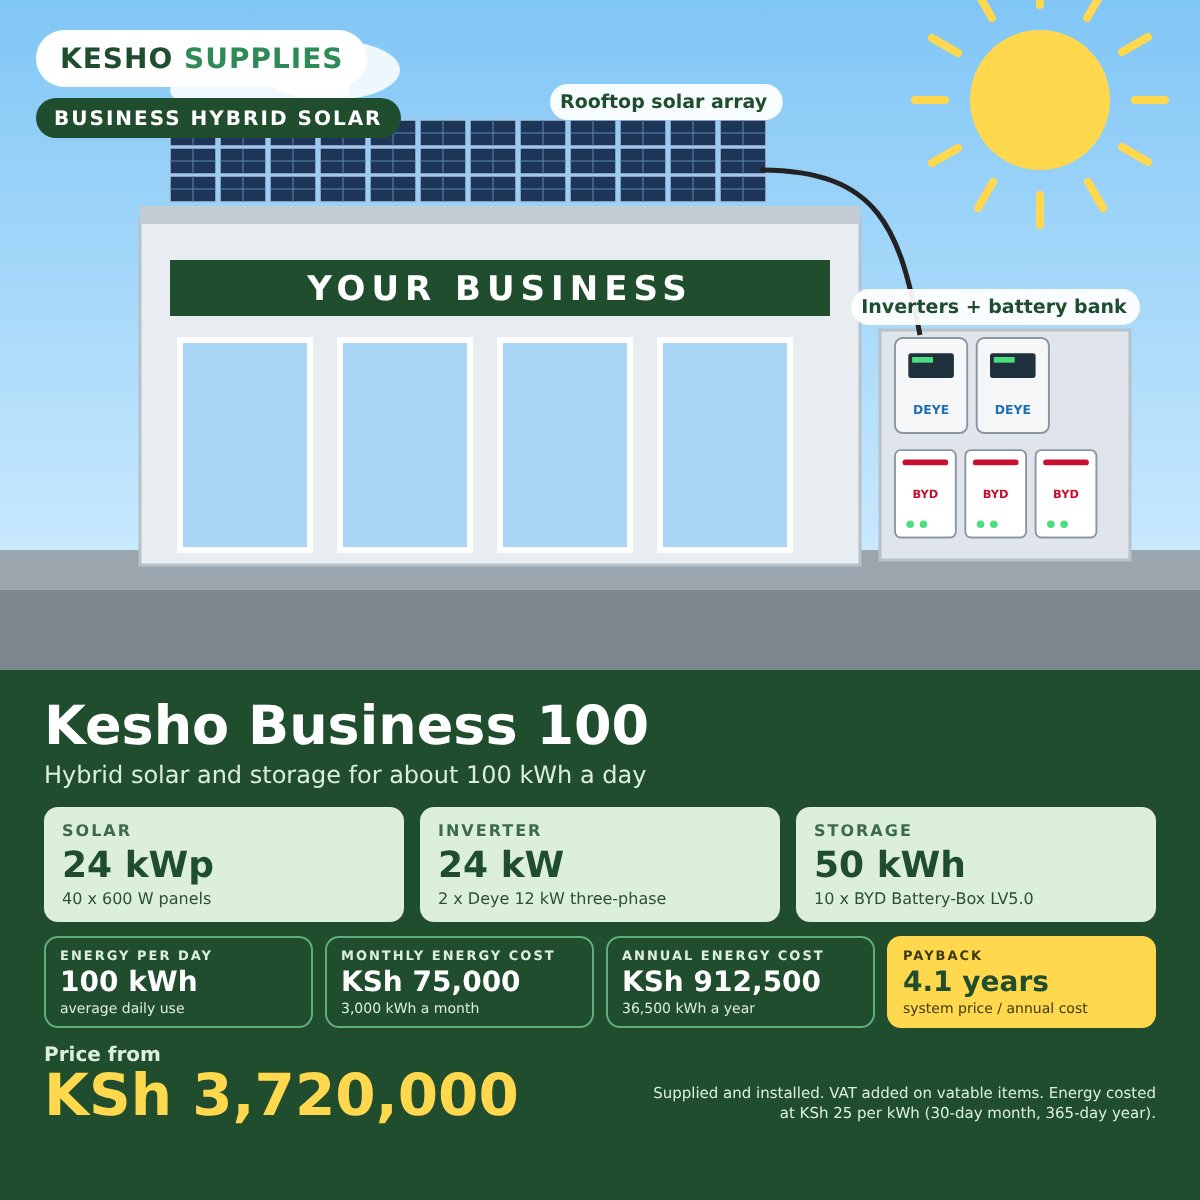 KESHO SUPPLIES
BUSINESS HYBRID SOLAR
Rooftop solar array
YOUR BUSINESS
Inverters + battery bank
DEYE DEYE
BYD BYD BYD
Kesho Business 100
Hybrid solar and storage for about 100 kWh a day
SOLAR
24 kWp
40 x 600 W panels
INVERTER
24 kW
2 x Deye 12 kW three-phase
STORAGE
50 kWh
10 x BYD Battery-Box LV5.0
ENERGY PER DAY
100 kWh
average daily use
MONTHLY ENERGY COST
KSh 75,000
3,000 kWh a month
ANNUAL ENERGY COST
KSh 912,500
36,500 kWh a year
PAYBACK
4.1 years
system price / annual cost
Price from
KSh 3,720,000
Supplied and installed. VAT added on vatable items. Energy costed
at KSh 25 per kWh (30-day month, 365-day year).